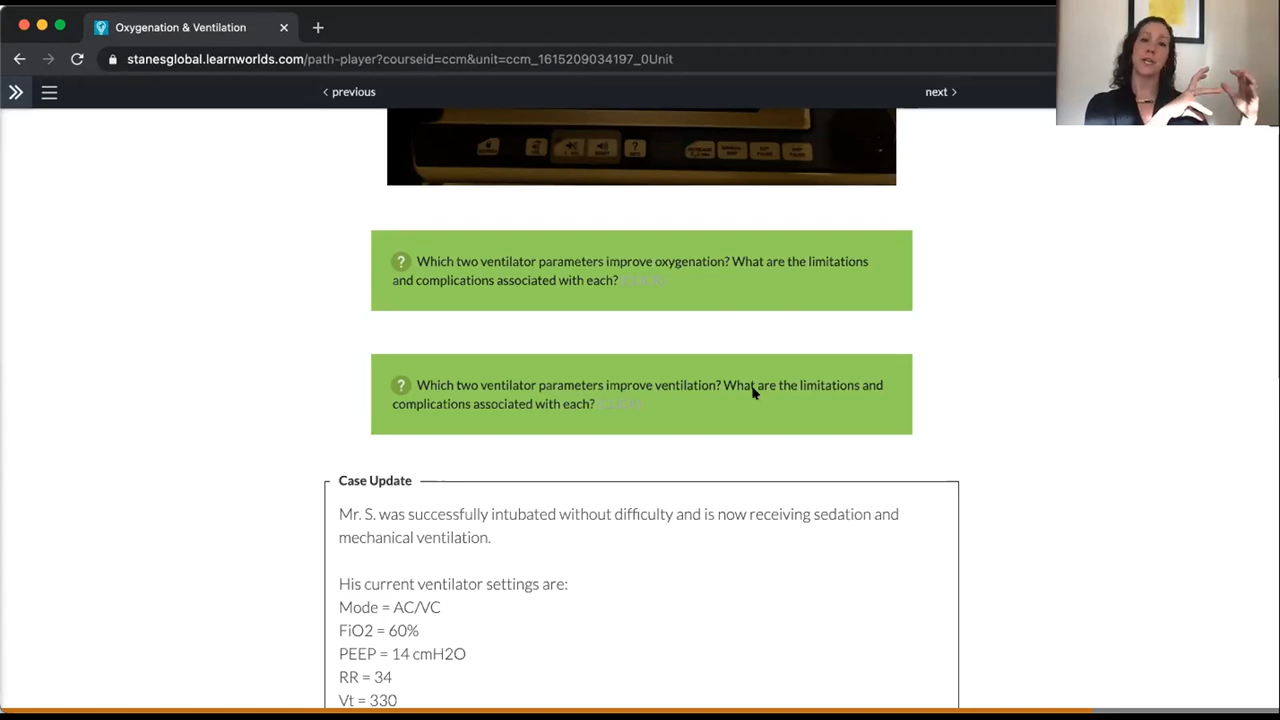 Oxygenation & Ventilation
stanesglobal.learnworlds.com/path-player?courseid=ccm&unit=ccm_1615209034197_0Unit
previous
next
? Which two ventilator parameters improve oxygenation? What are the limitations
and complications associated with each?
? Which two ventilator parameters improve ventilation? What are the limitations and
complications associated with each?
Case Update
Mr. S. was successfully intubated without difficulty and is now receiving sedation and
mechanical ventilation.
His current ventilator settings are:
Mode = AC/VC
FiO2 = 60%
PEEP = 14 cmH2O
RR = 34
Vt = 330